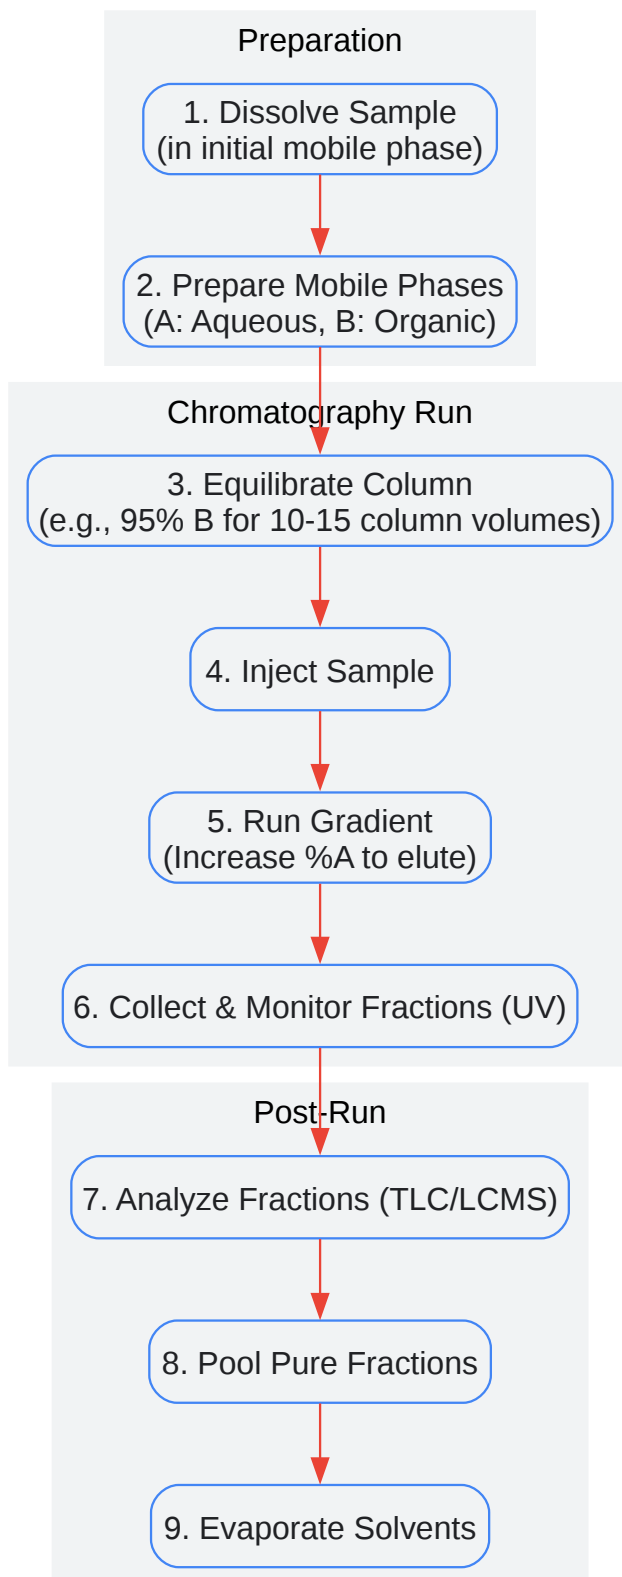 Preparation
1. Dissolve Sample
(in initial mobile phase)
2. Prepare Mobile Phases
(A: Aqueous, B: Organic)
Chromatography Run
3. Equilibrate Column
(e.g., 95% B for 10-15 column volumes)
4. Inject Sample
5. Run Gradient
(Increase %A to elute)
6. Collect & Monitor Fractions (UV)
Post-Run
7. Analyze Fractions (TLC/LCMS)
8. Pool Pure Fractions
9. Evaporate Solvents